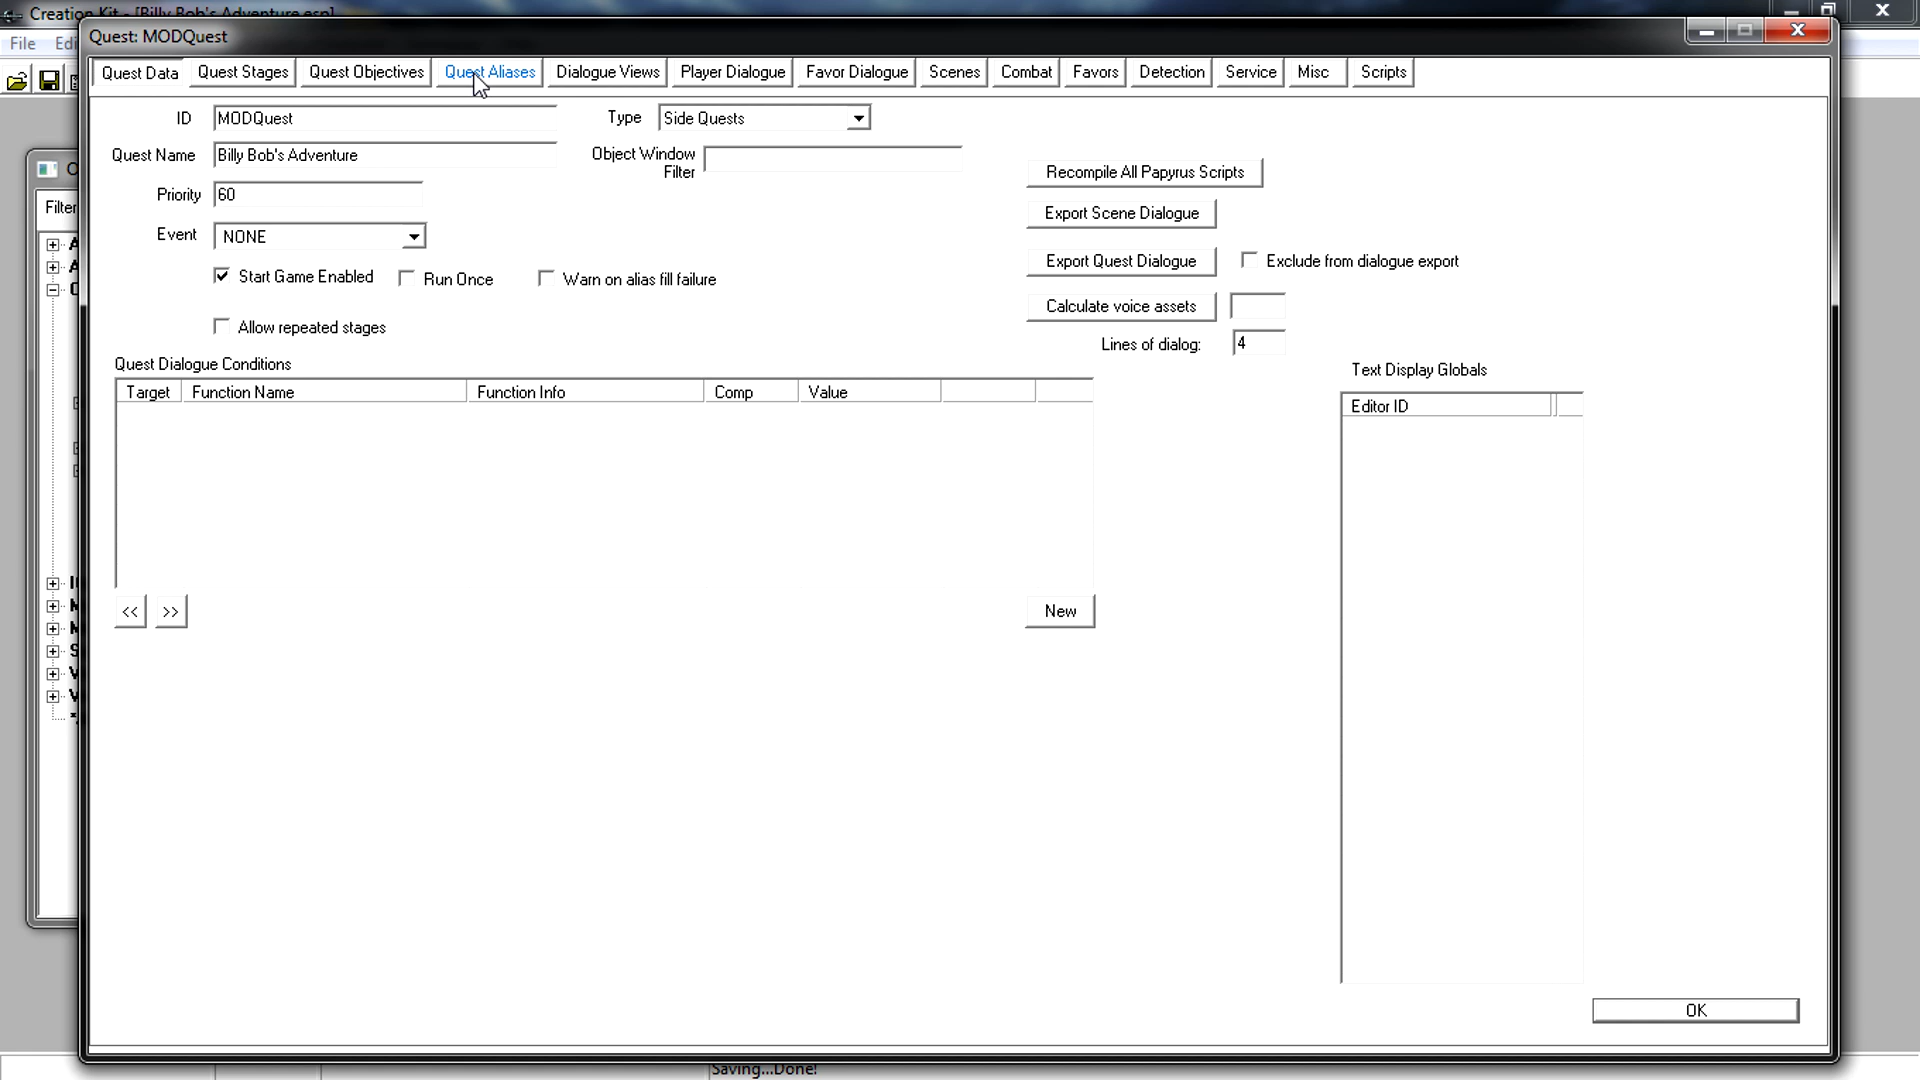 Creation Kit - [Billy Bob's Adventure.esp]
File Edi
Quest: MODQuest
Quest Data Quest Stages Quest Objectives Quest Aliases Dialogue Views Player Dialogue Favor Dialogue Scenes Combat Favors Detection Service Misc Scripts
ID MODQuest Type Side Quests
Quest Name Billy Bob's Adventure Object Window Filter
Priority 60
Event NONE
Start Game Enabled Run Once Warn on alias fill failure
Allow repeated stages
Recompile All Papyrus Scripts
Export Scene Dialogue
Export Quest Dialogue Exclude from dialogue export
Calculate voice assets
Lines of dialog: 4
Quest Dialogue Conditions
Target Function Name Function Info Comp Value
<< >> New
Text Display Globals
Editor ID
OK
Filter
Saving...Done!